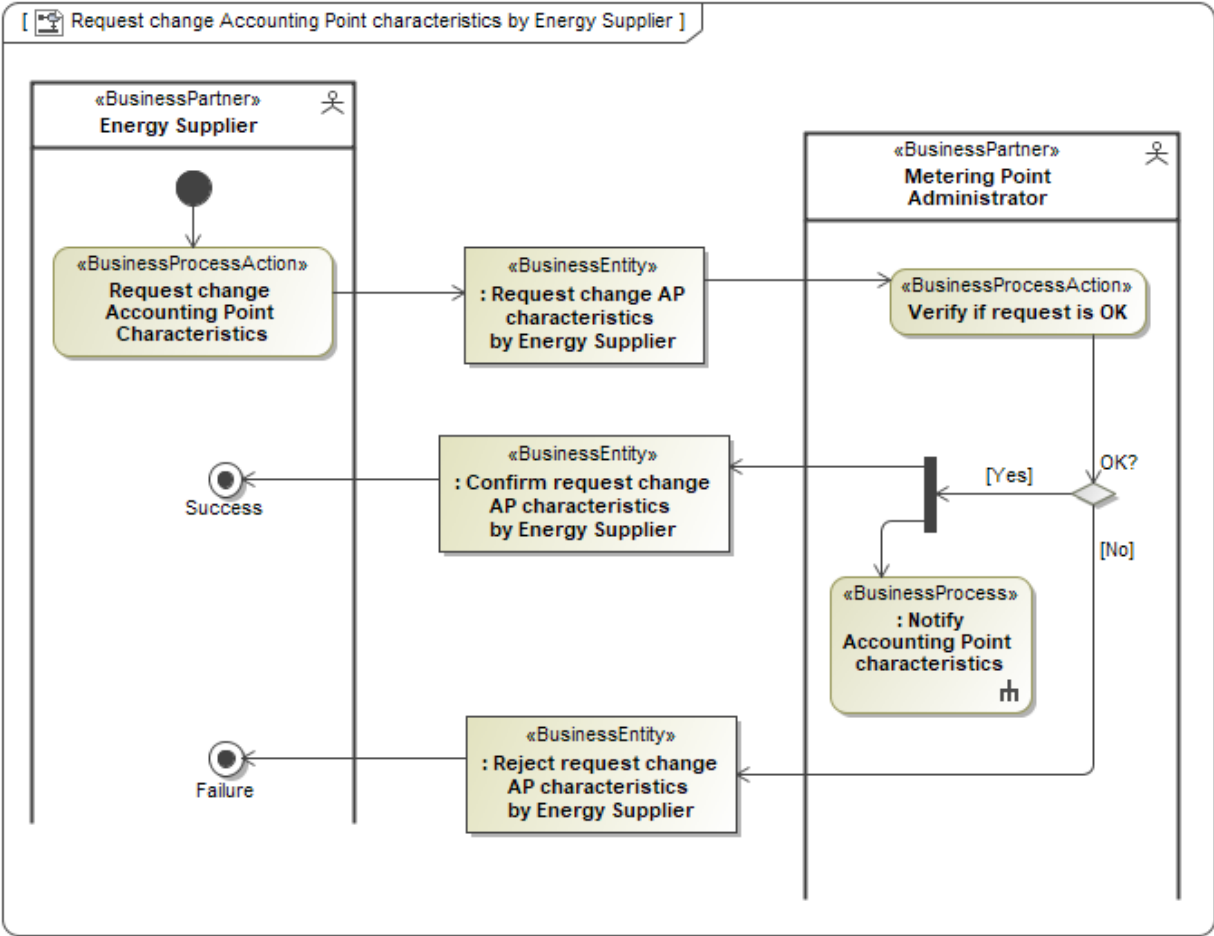 [ Request change Accounting Point characteristics by Energy Supplier ]
«BusinessPartner»
Energy Supplier
«BusinessPartner»
Metering Point
Administrator
«BusinessProcessAction»
Request change
Accounting Point
Characteristics
«BusinessEntity»
: Request change AP
characteristics
by Energy Supplier
«BusinessProcessAction»
Verify if request is OK
OK?
[Yes]
[No]
«BusinessEntity»
: Confirm request change
AP characteristics
by Energy Supplier
Success
«BusinessProcess»
: Notify
Accounting Point
characteristics
«BusinessEntity»
: Reject request change
AP characteristics
by Energy Supplier
Failure